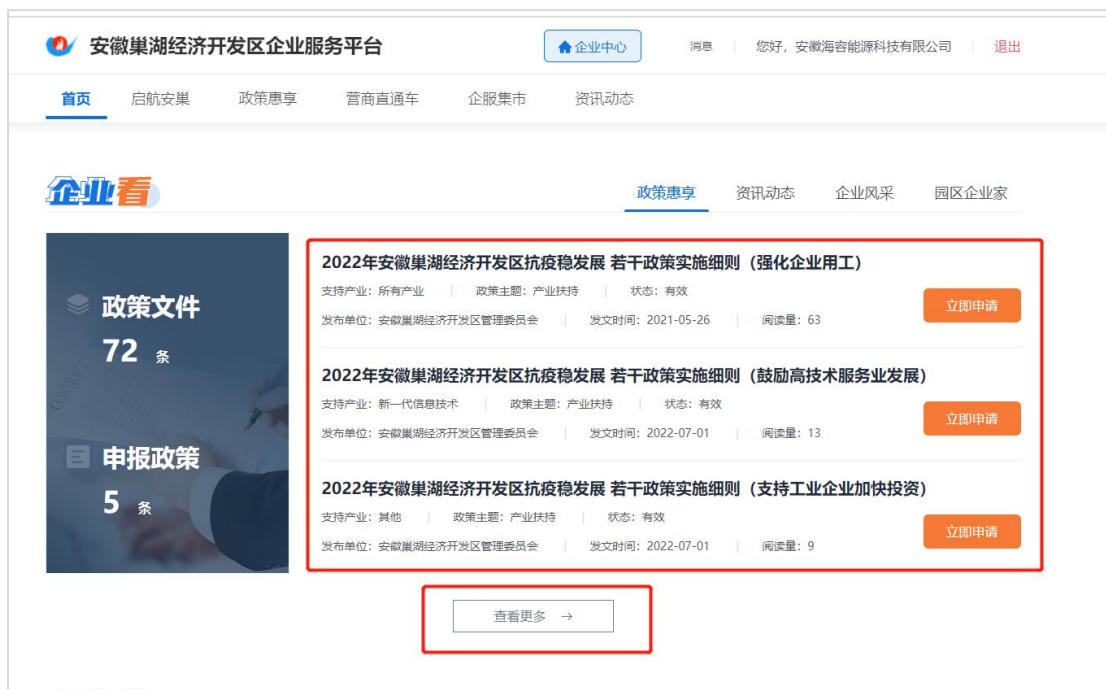 安徽巢湖经济开发区企业服务平台 企业中心 消息 您好，安徽海容能源科技有限公司 退出
首页 启航安巢 政策惠享 营商直通车 企服集市 资讯动态
企业看 政策惠享 资讯动态 企业风采 园区企业家
政策文件
72 条
申报政策
5 条
2022年安徽巢湖经济开发区抗疫稳发展 若干政策实施细则（强化企业用工）
支持产业：所有产业 政策主题：产业扶持 状态：有效
发布单位：安徽巢湖经济开发区管理委员会 发文时间：2021-05-26 阅读量：63
立即申请
2022年安徽巢湖经济开发区抗疫稳发展 若干政策实施细则（鼓励高技术服务业发展）
支持产业：新一代信息技术 政策主题：产业扶持 状态：有效
发布单位：安徽巢湖经济开发区管理委员会 发文时间：2022-07-01 阅读量：13
立即申请
2022年安徽巢湖经济开发区抗疫稳发展 若干政策实施细则（支持工业企业加快投资）
支持产业：其他 政策主题：产业扶持 状态：有效
发布单位：安徽巢湖经济开发区管理委员会 发文时间：2022-07-01 阅读量：9
立即申请
查看更多 →
CONTRACT